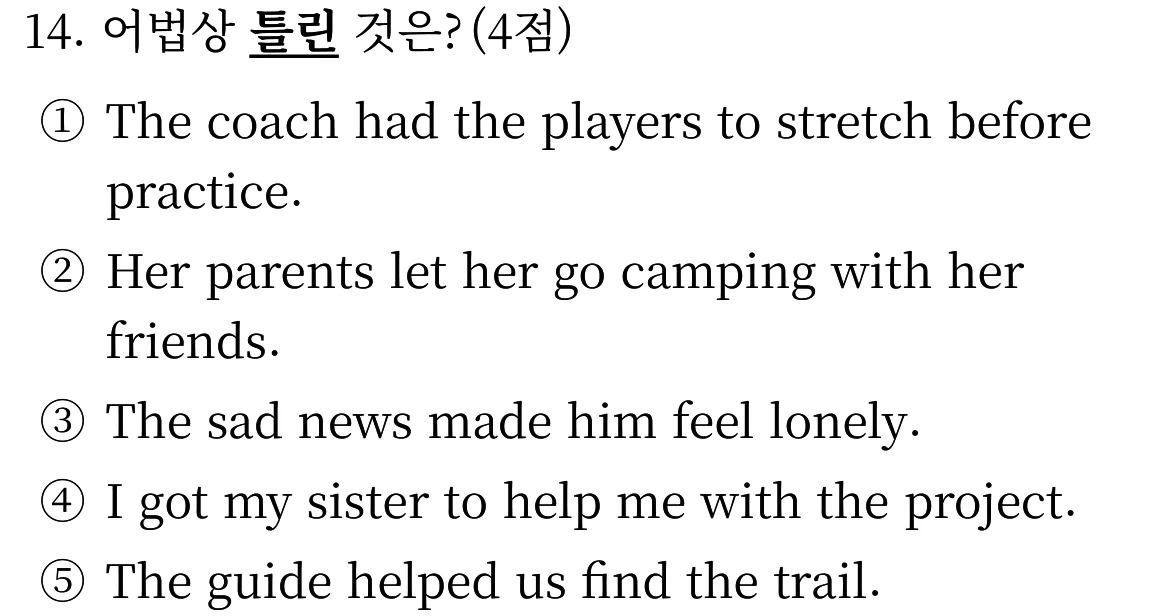 14. 어법상 틀린 것은? (4점)
① The coach had the players to stretch before
practice.
② Her parents let her go camping with her
friends.
③ The sad news made him feel lonely.
④ I got my sister to help me with the project.
⑤ The guide helped us find the trail.